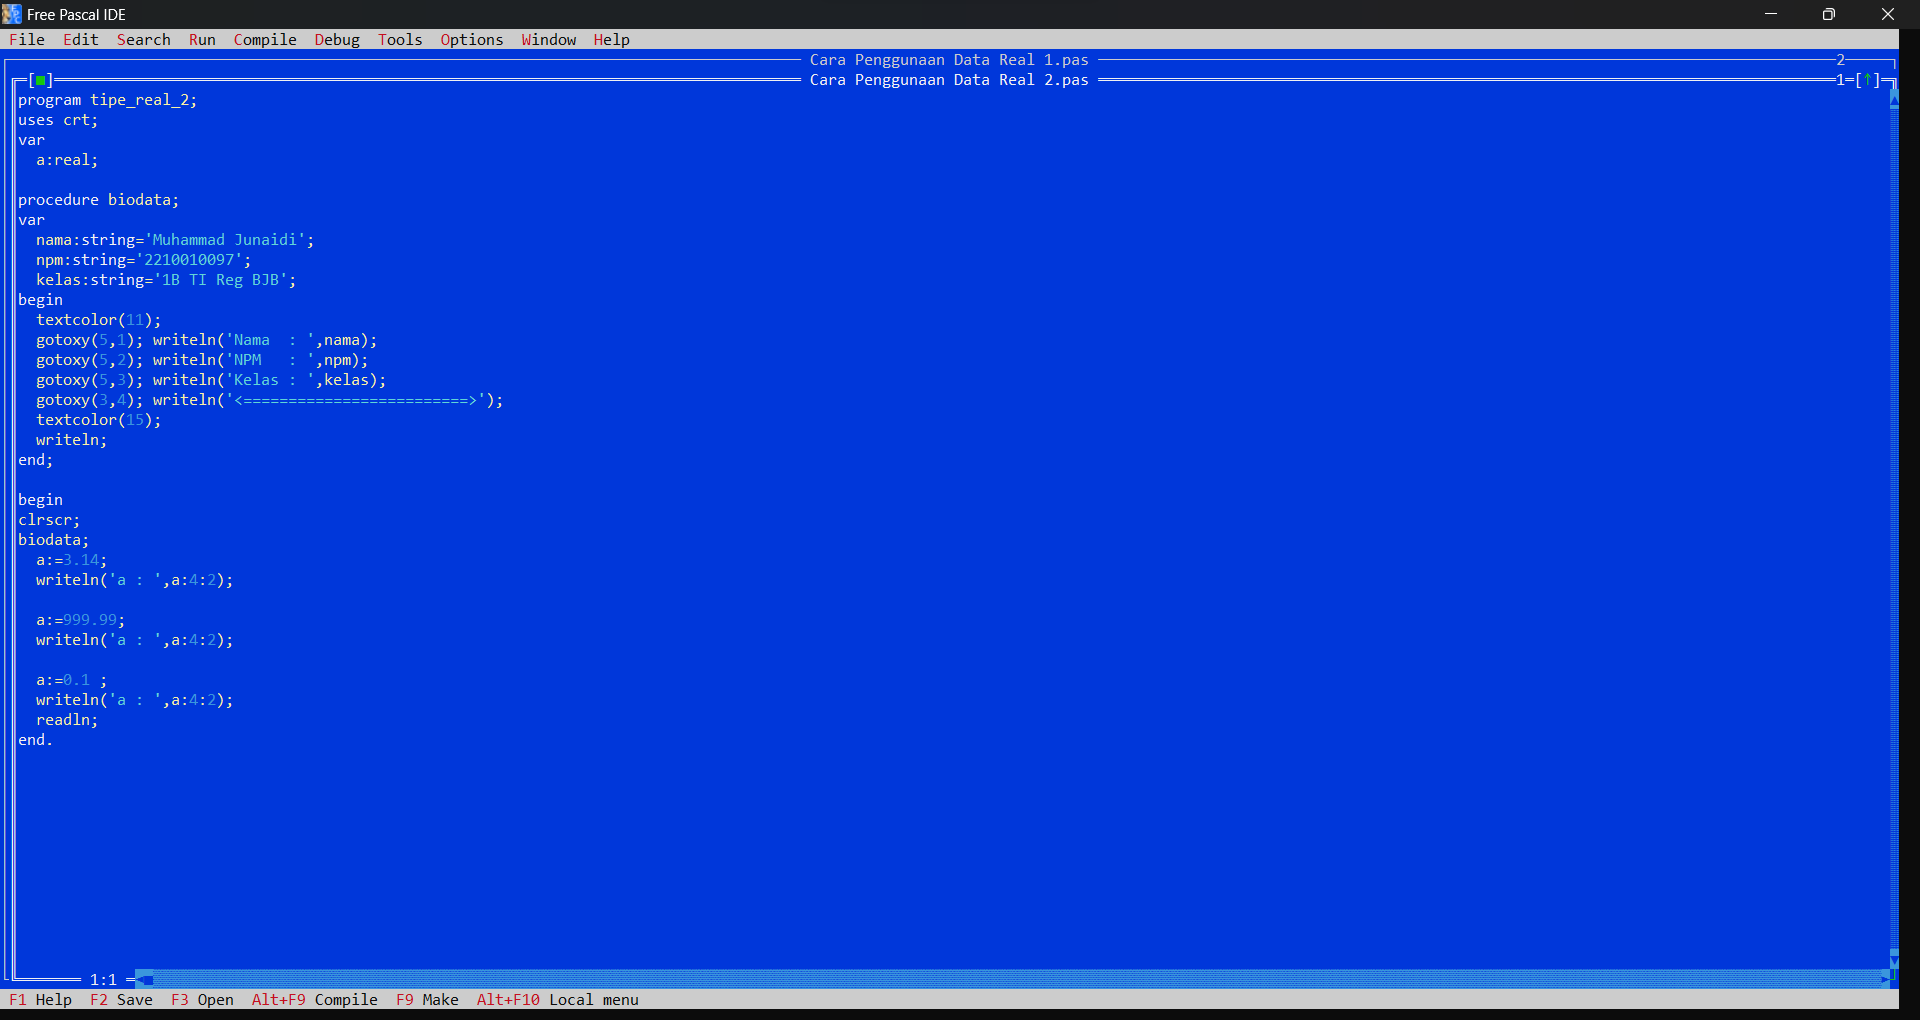 Free Pascal IDE
File Edit Search Run Compile Debug Tools Options Window Help
Cara Penggunaan Data Real 1.pas 2
[■] Cara Penggunaan Data Real 2.pas 1=[↑]
program tipe_real_2;
uses crt;
var
  a:real;

procedure biodata;
var
  nama:string='Muhammad Junaidi';
  npm:string='2210010097';
  kelas:string='1B TI Reg BJB';
begin
  textcolor(11);
  gotoxy(5,1); writeln('Nama  : ',nama);
  gotoxy(5,2); writeln('NPM   : ',npm);
  gotoxy(5,3); writeln('Kelas : ',kelas);
  gotoxy(3,4); writeln('<=========================>');
  textcolor(15);
  writeln;
end;

begin
clrscr;
biodata;
  a:=3.14;
  writeln('a : ',a:4:2);

  a:=999.99;
  writeln('a : ',a:4:2);

  a:=0.1 ;
  writeln('a : ',a:4:2);
  readln;
end.
1:1
F1 Help F2 Save F3 Open Alt+F9 Compile F9 Make Alt+F10 Local menu